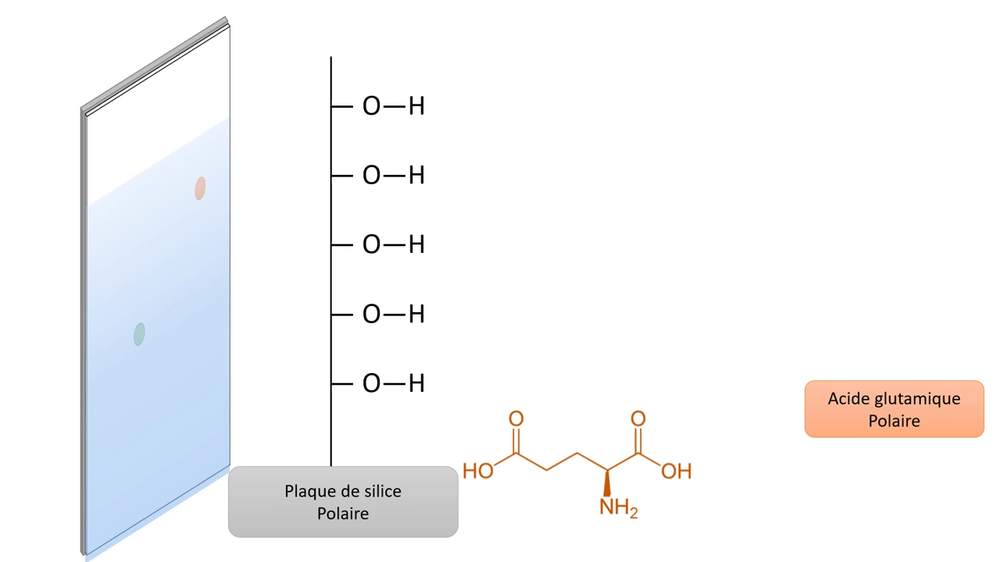 O—H
O—H
O—H
O—H
O—H
Acide glutamique
Polaire
O
O
HO
OH
NH₂
Plaque de silice
Polaire